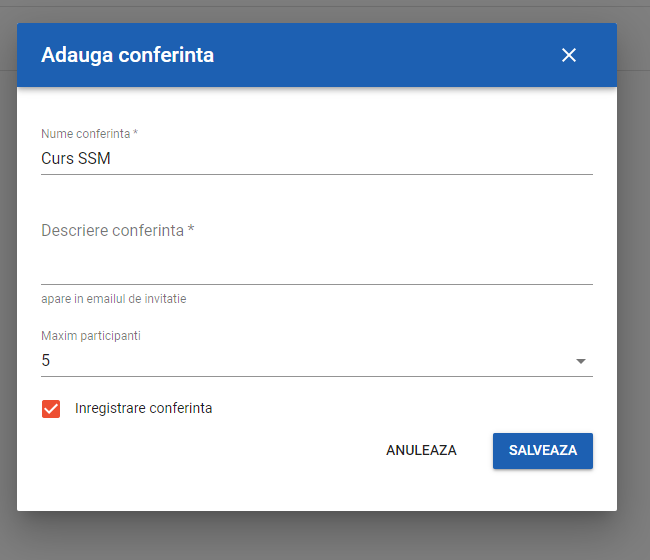 Adauga conferinta
Nume conferinta *
Curs SSM
Descriere conferinta *
apare in emailul de invitatie
Maxim participanti
5
Inregistrare conferinta
ANULEAZA
SALVEAZA